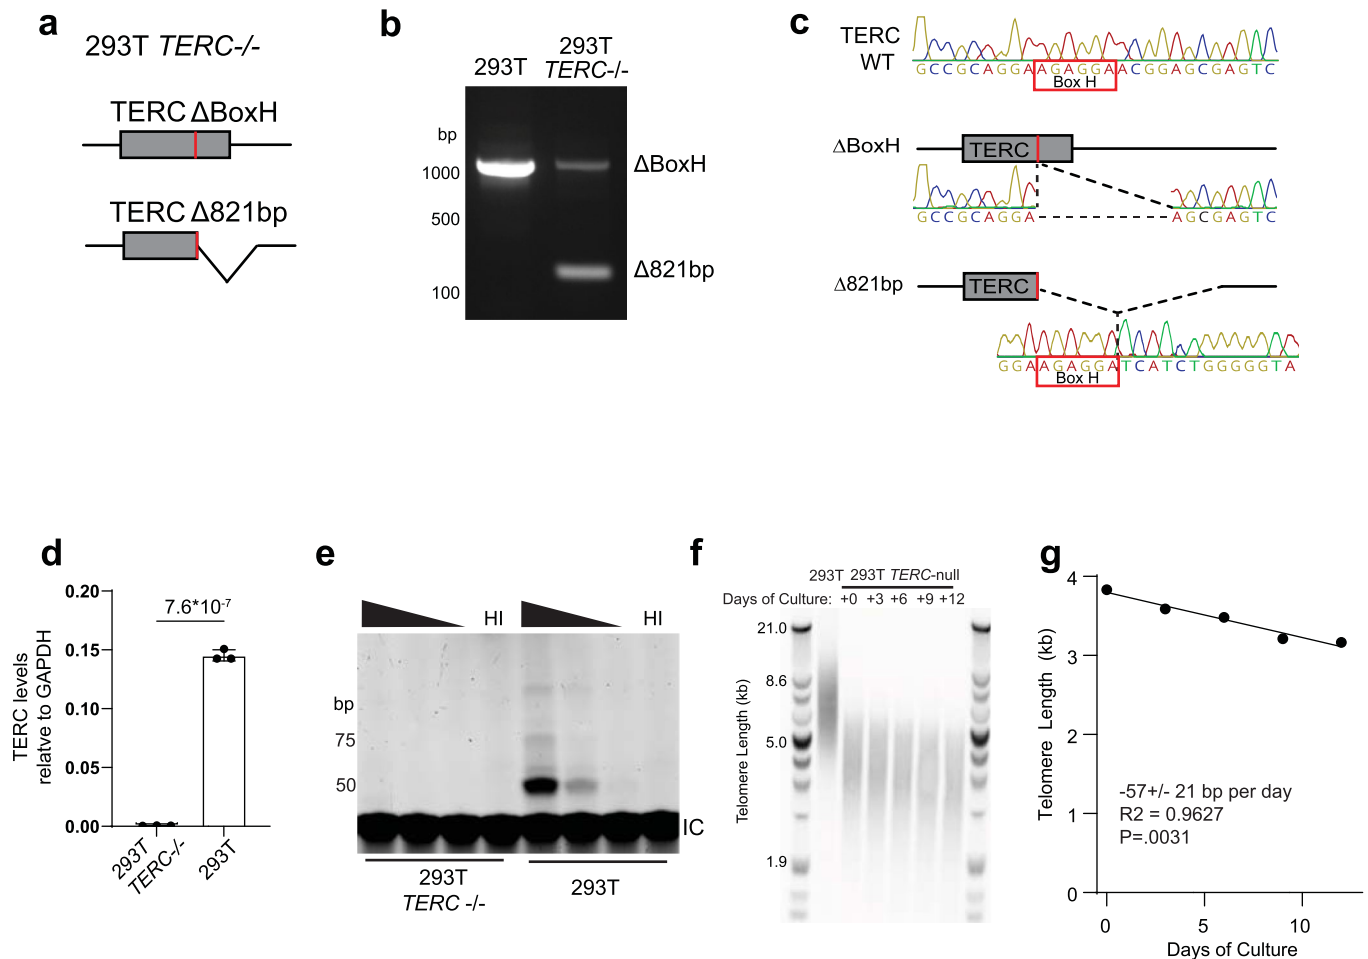 a
293T TERC-/-
TERC ΔBoxH
TERC Δ821bp
b
293T
293T
TERC-/-
bp
1000
500
100
ΔBoxH
Δ821bp
c
TERC
WT
GCCGCAGGAAGAGGAACGGAGCGAGTC
Box H
ΔBoxH
TERC
GCCGCAGGA
AGCGAGTC
Δ821bp
TERC
GGAAGAGGATCATCTGGGGGTA
Box H
d
TERC levels
relatve to GAPDH
0.20
0.15
0.10
0.05
0.00
7.6*10-7
293T
TERC-/-
293T
e
HI
HI
bp
75
50
IC
293T
TERC -/-
293T
f
293T 293T TERC-null
Days of Culture: +0 +3 +6 +9 +12
Telomere Length (kb)
21.0
8.6
5.0
1.9
g
Telomere Length (kb)
4
3
2
1
0
-57+/- 21 bp per day
R2 = 0.9627
P=.0031
0 5 10
Days of Culture